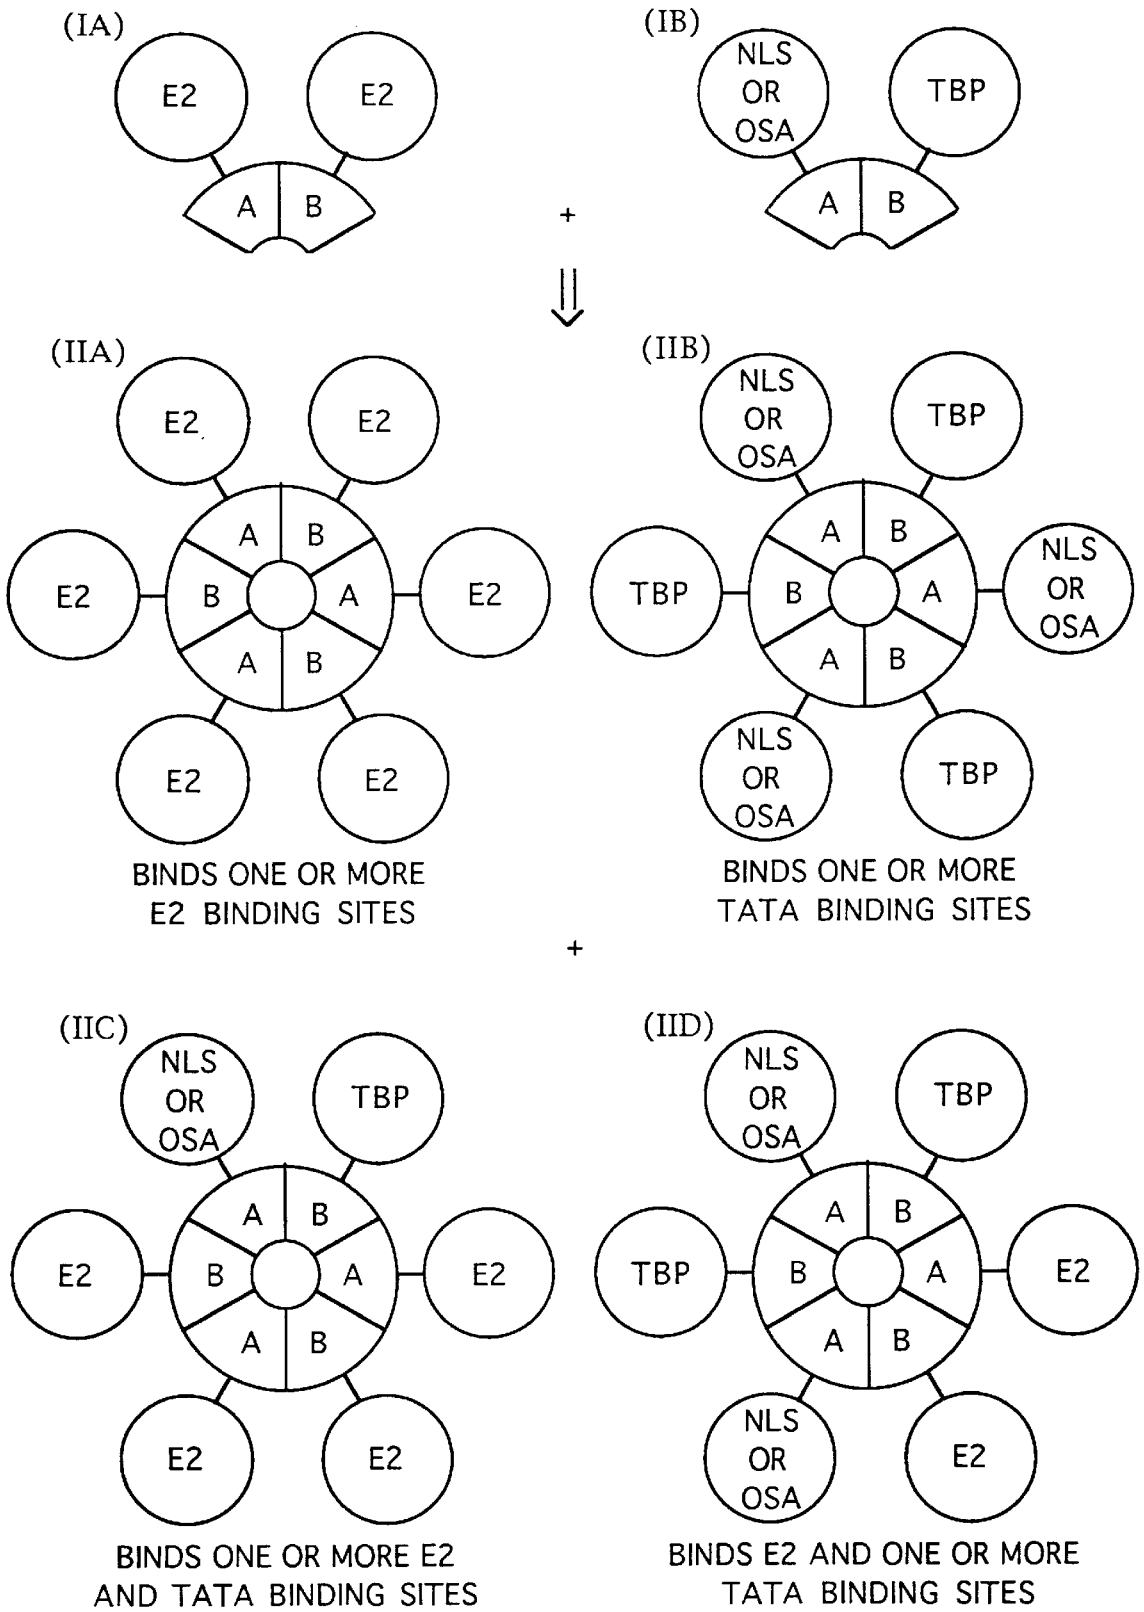 (IA)
E2
E2
A
B
+
(IB)
NLS
OR
OSA
TBP
A
B
(IIA)
E2
E2
E2
A
B
B
A
A
B
E2
E2
E2
BINDS ONE OR MORE
E2 BINDING SITES
(IIB)
NLS
OR
OSA
TBP
TBP
A
B
B
A
A
B
NLS
OR
OSA
NLS
OR
OSA
TBP
BINDS ONE OR MORE
TATA BINDING SITES
+
(IIC)
NLS
OR
OSA
TBP
E2
A
B
B
A
A
B
E2
E2
E2
BINDS ONE OR MORE E2
AND TATA BINDING SITES
(IID)
NLS
OR
OSA
TBP
TBP
A
B
B
A
A
B
E2
NLS
OR
OSA
E2
BINDS E2 AND ONE OR MORE
TATA BINDING SITES